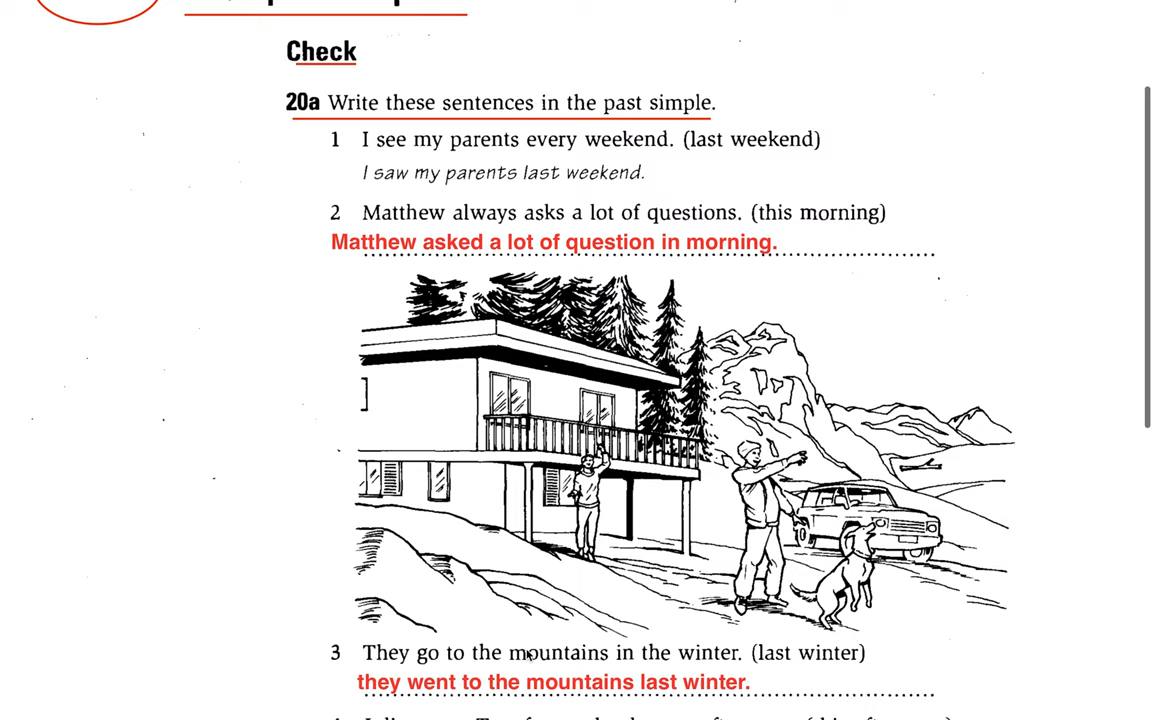 Check
20a Write these sentences in the past simple.
1 I see my parents every weekend. (last weekend)
I saw my parents last weekend.
2 Matthew always asks a lot of questions. (this morning)
Matthew asked a lot of question in morning.
3 They go to the mountains in the winter. (last winter)
they went to the mountains last winter.